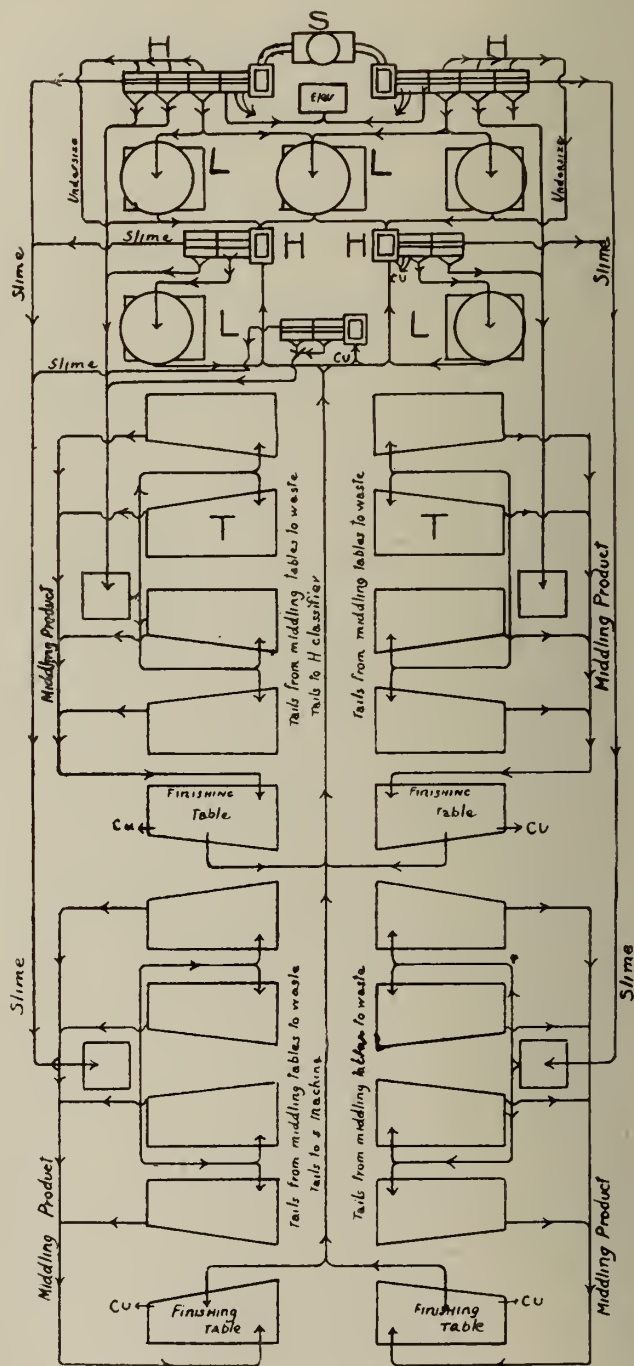 S
H
H
Elev
Undersize
Undersize
L
L
Slime
H
H
Slime
Slime
Cu
L
L
Slime
Cu
T
T
Tails from middling tables to waste
Tails to H classifier
Tails from middling tables to waste
Middling Product
Middling Product
Finishing
Table
Finishing
Table
Cu
Cu
Slime
Slime
Tails from middling tables to waste
Tails to S Machine
Tails from middling tables to waste
Middling Product
Middling Product
Cu
Cu
Finishing
Table
Finishing
Table